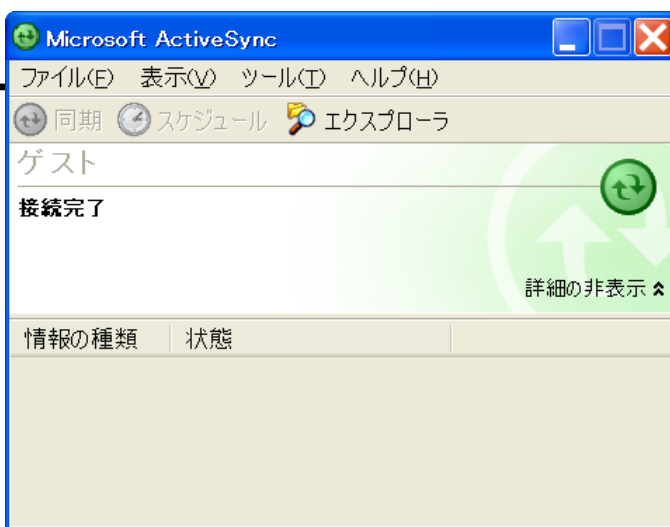 Microsoft ActiveSync
ファイル(F) 表示(V) ツール(T) ヘルプ(H)
同期 スケジュール エクスプローラ
ゲスト
接続完了
詳細の非表示
情報の種類 状態